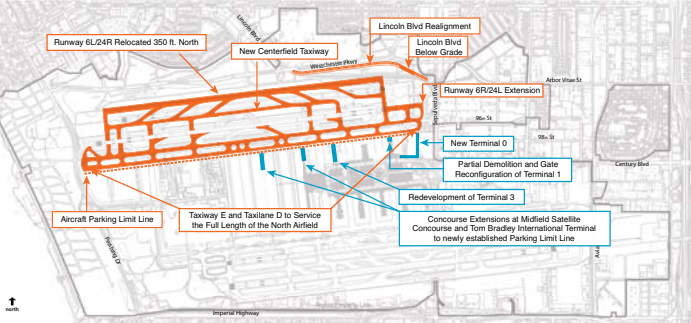 Lincoln Blvd
Lincoln Blvd Realignment
Runway 6L/24R Relocated 350 ft. North
New Centerfield Taxiway
Lincoln Blvd
Below Grade
Westchester Pkwy
Arbor Vitae St
Runway 6R/24L Extension
Sepulveda Blvd
96th St
98th St
New Terminal 0
Century Blvd
Partial Demolition and Gate
Reconfiguration of Terminal 1
Redevelopment of Terminal 3
Aircraft Parking Limit Line
Taxiway E and Taxilane D to Service
the Full Length of the North Airfield
Concourse Extensions at Midfield Satellite
Concourse and Tom Bradley International Terminal
to newly established Parking Limit Line
Pershing Dr
north
Imperial Highway